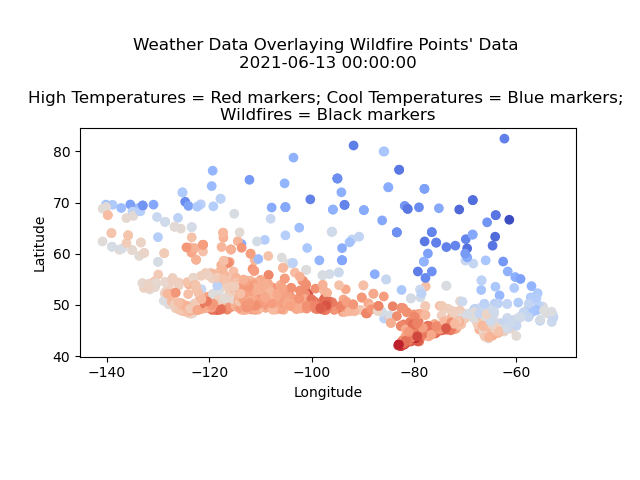 Weather Data Overlaying Wildfire Points' Data
2021-06-13 00:00:00
High Temperatures = Red markers; Cool Temperatures = Blue markers;
Wildfires = Black markers
80
70
60
50
40
Latitude
−140
−120
−100
−80
−60
Longitude